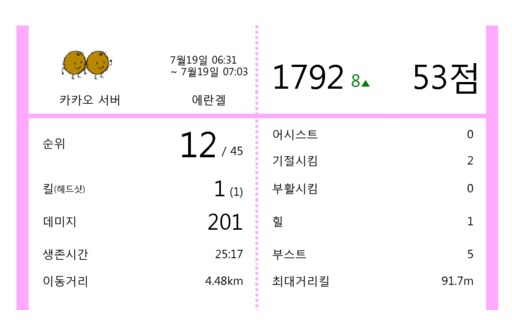 7월19일 06:31
~ 7월19일 07:03
카카오 서버
에란겔
1792 8▲ 53점
순위 12 / 45
킬(헤드샷) 1 (1)
데미지 201
생존시간 25:17
이동거리 4.48km
어시스트 0
기절시킴 2
부활시킴 0
힐 1
부스트 5
최대거리킬 91.7m